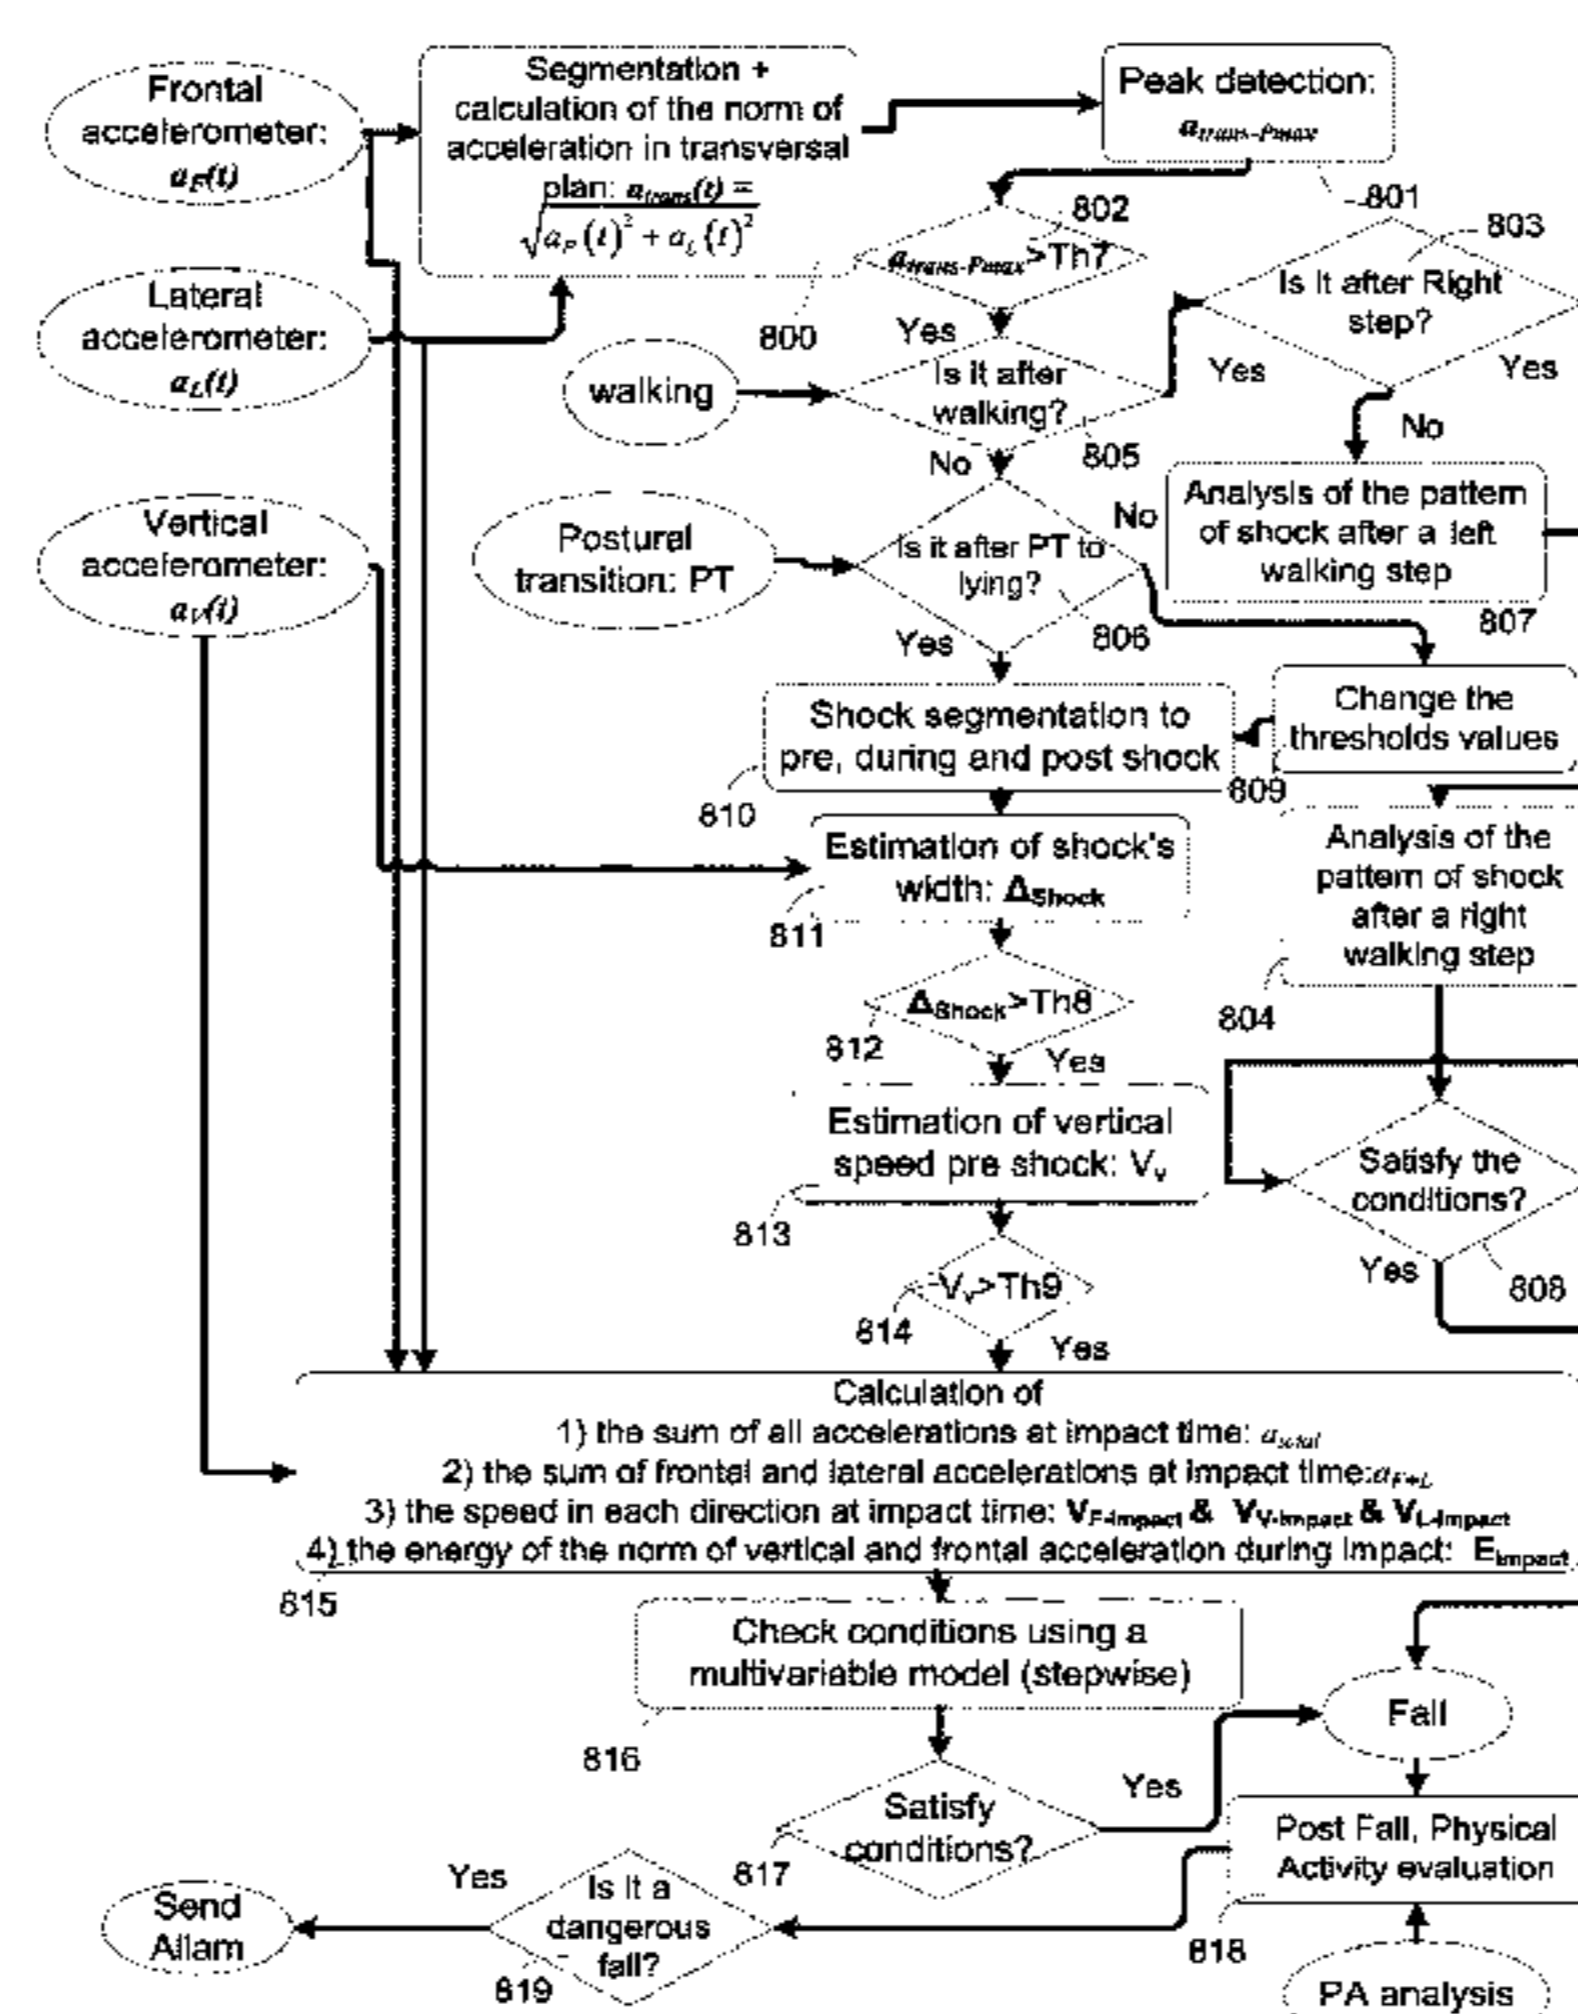 Frontal
accelerometer:
aF(t)
Segmentation +
calculation of the norm of
acceleration in transversal
plan: atrans(t) =
√aF(t)² + aL(t)²
800
Peak detection:
atrans-Pmax
801
802
atrans-Pmax>Th7
Yes
803
Is It after Right
step?
Yes
Yes
No
Lateral
accelerometer:
aL(t)
walking
Is it after
walking?
805
No
Vertical
accelerometer:
aV(t)
Postural
transition: PT
Is it after PT to
lying?
806
No
Yes
Analysis of the pattern
of shock after a left
walking step
807
Change the
thresholds values
809
Shock segmentation to
pre, during and post shock
810
Estimation of shock's
width: ΔShock
811
Analysis of the
pattern of shock
after a right
walking step
804
ΔShock>Th8
812
Yes
Estimation of vertical
speed pre shock: Vv
813
Satisfy the
conditions?
Yes
808
Vv>Th9
814
Yes
Calculation of
1) the sum of all accelerations at impact time: atotal
2) the sum of frontal and lateral accelerations at impact time:aF+L
3) the speed in each direction at impact time: VF-impact & VV-impact & VL-impact
4) the energy of the norm of vertical and frontal acceleration during impact: Eimpact
815
Check conditions using a
multivariable model (stepwise)
816
Fall
Satisfy
conditions?
817
Yes
Post Fall, Physical
Activity evaluation
818
Is it a
dangerous
fall?
819
Yes
Send
Allam
PA analysis